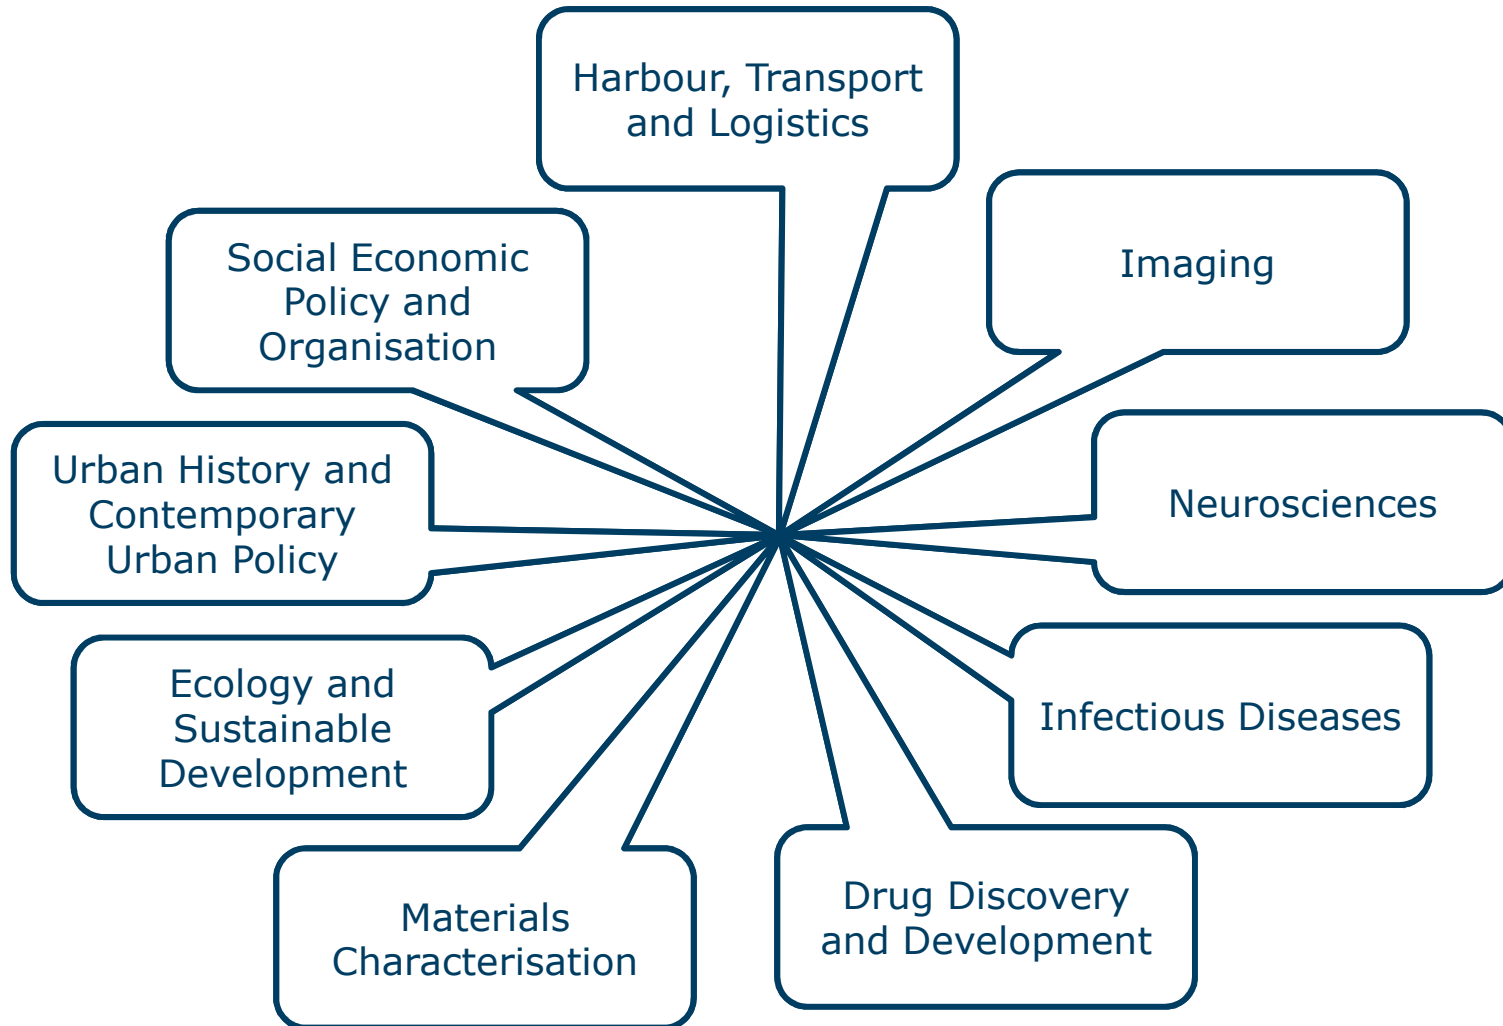 Harbour, Transport
and Logistics
Imaging
Social Economic
Policy and
Organisation
Urban History and
Contemporary
Urban Policy
Neurosciences
Ecology and
Sustainable
Development
Infectious Diseases
Materials
Characterisation
Drug Discovery
and Development